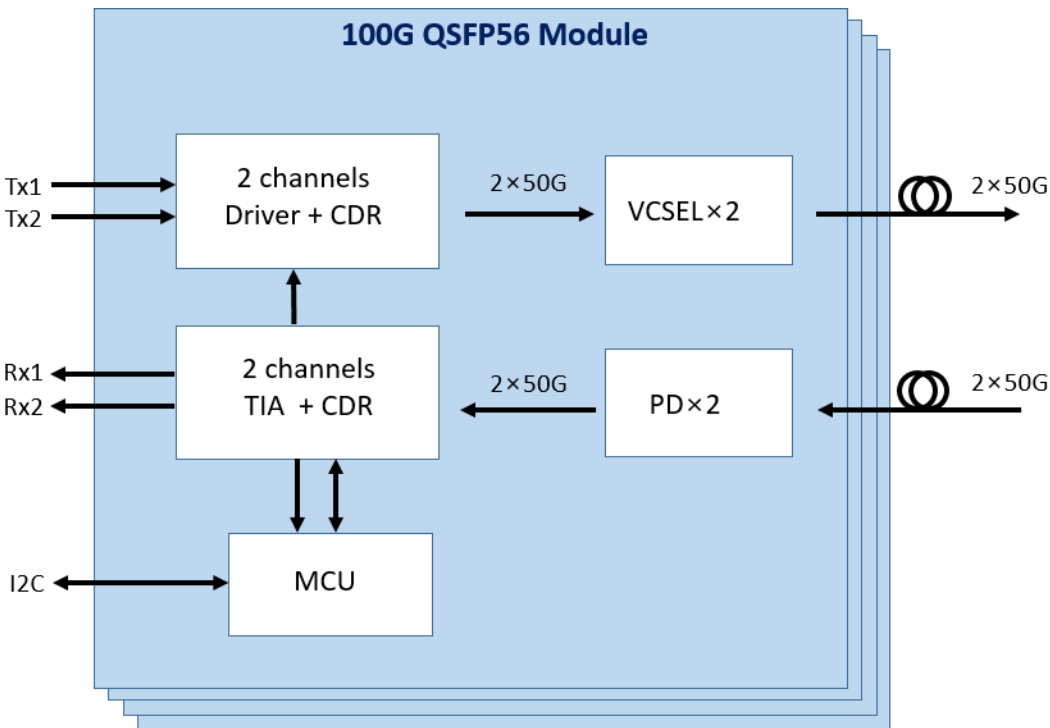 100G QSFP56 Module
Tx1
Tx2
2 channels
Driver + CDR
2×50G
VCSEL×2
2×50G
Rx1
Rx2
2 channels
TIA + CDR
2×50G
PD×2
2×50G
I2C
MCU